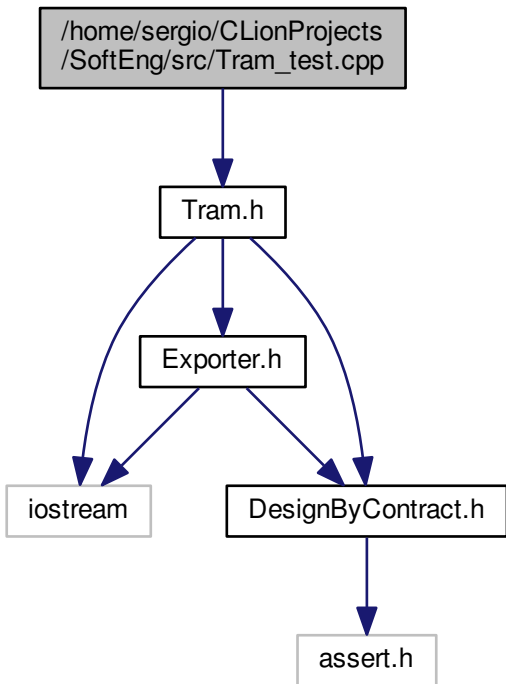 /home/sergio/CLionProjects
/SoftEng/src/Tram_test.cpp
Tram.h
Exporter.h
iostream
DesignByContract.h
assert.h